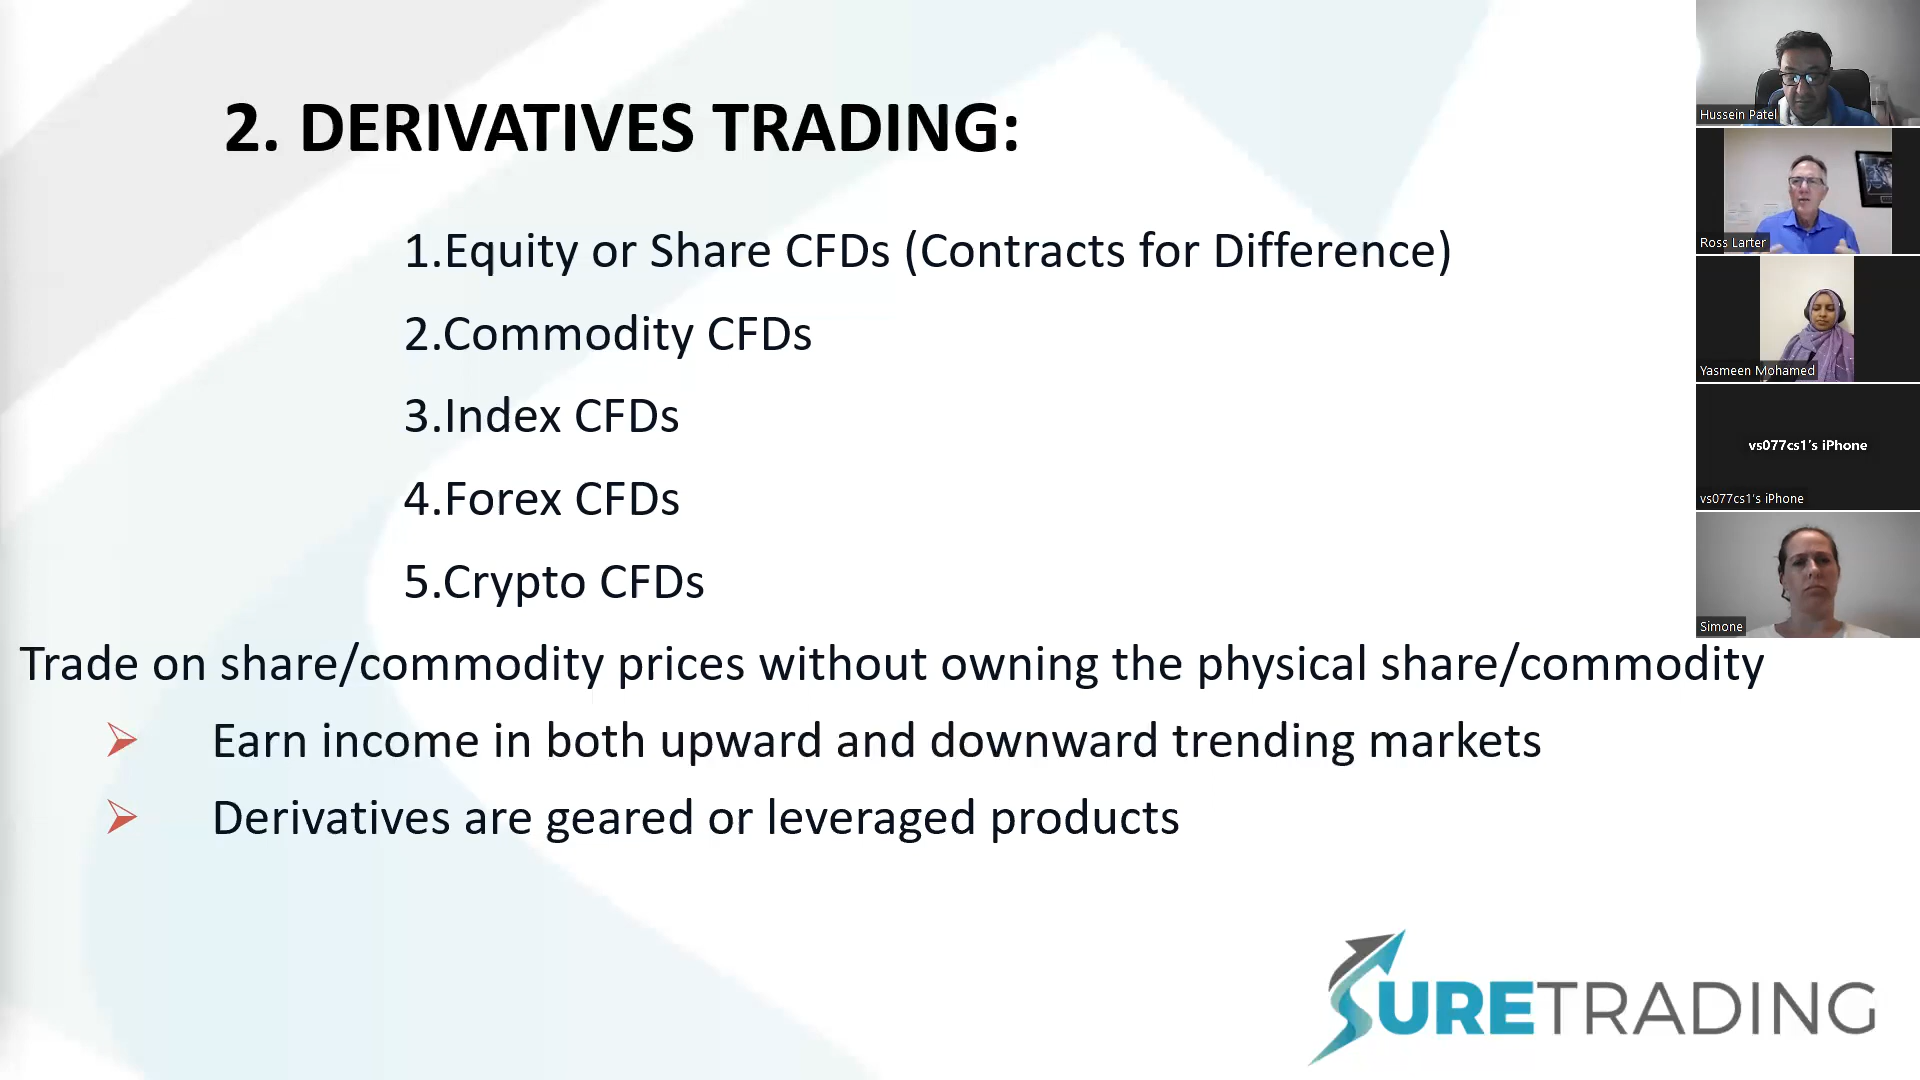 2. DERIVATIVES TRADING:
1.Equity or Share CFDs (Contracts for Difference)
2.Commodity CFDs
3.Index CFDs
4.Forex CFDs
5.Crypto CFDs
Trade on share/commodity prices without owning the physical share/commodity
Earn income in both upward and downward trending markets
Derivatives are geared or leveraged products
SURETRADING
Hussein Patel
Ross Larter
Yasmeen Mohamed
vs077cs1's iPhone
vs077cs1's iPhone
Simone